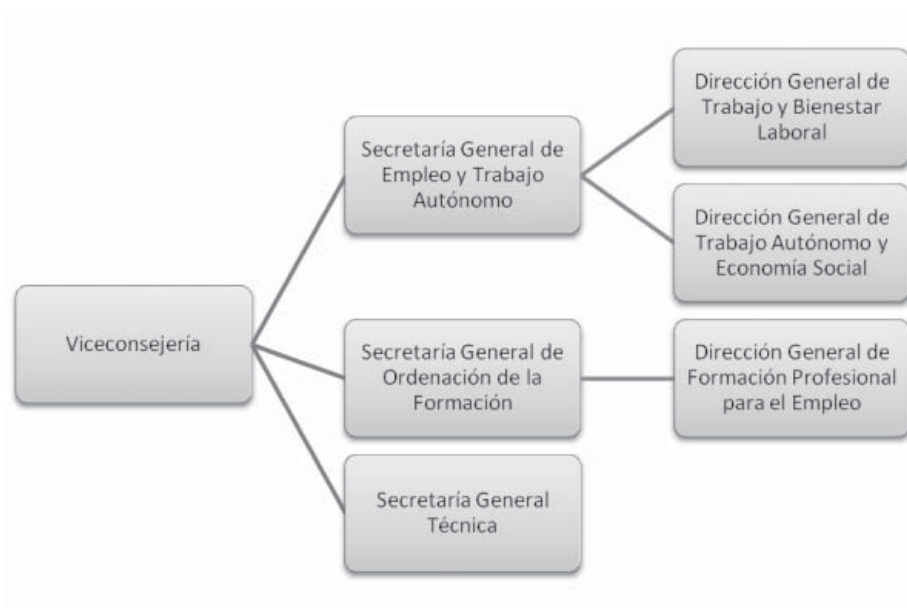 Viceconsejería
Secretaría General de
Empleo y Trabajo
Autónomo
Dirección General de
Trabajo y Bienestar
Laboral
Dirección General de
Trabajo Autónomo y
Economía Social
Secretaría General de
Ordenación de la
Formación
Dirección General de
Formación Profesional
para el Empleo
Secretaría General
Técnica